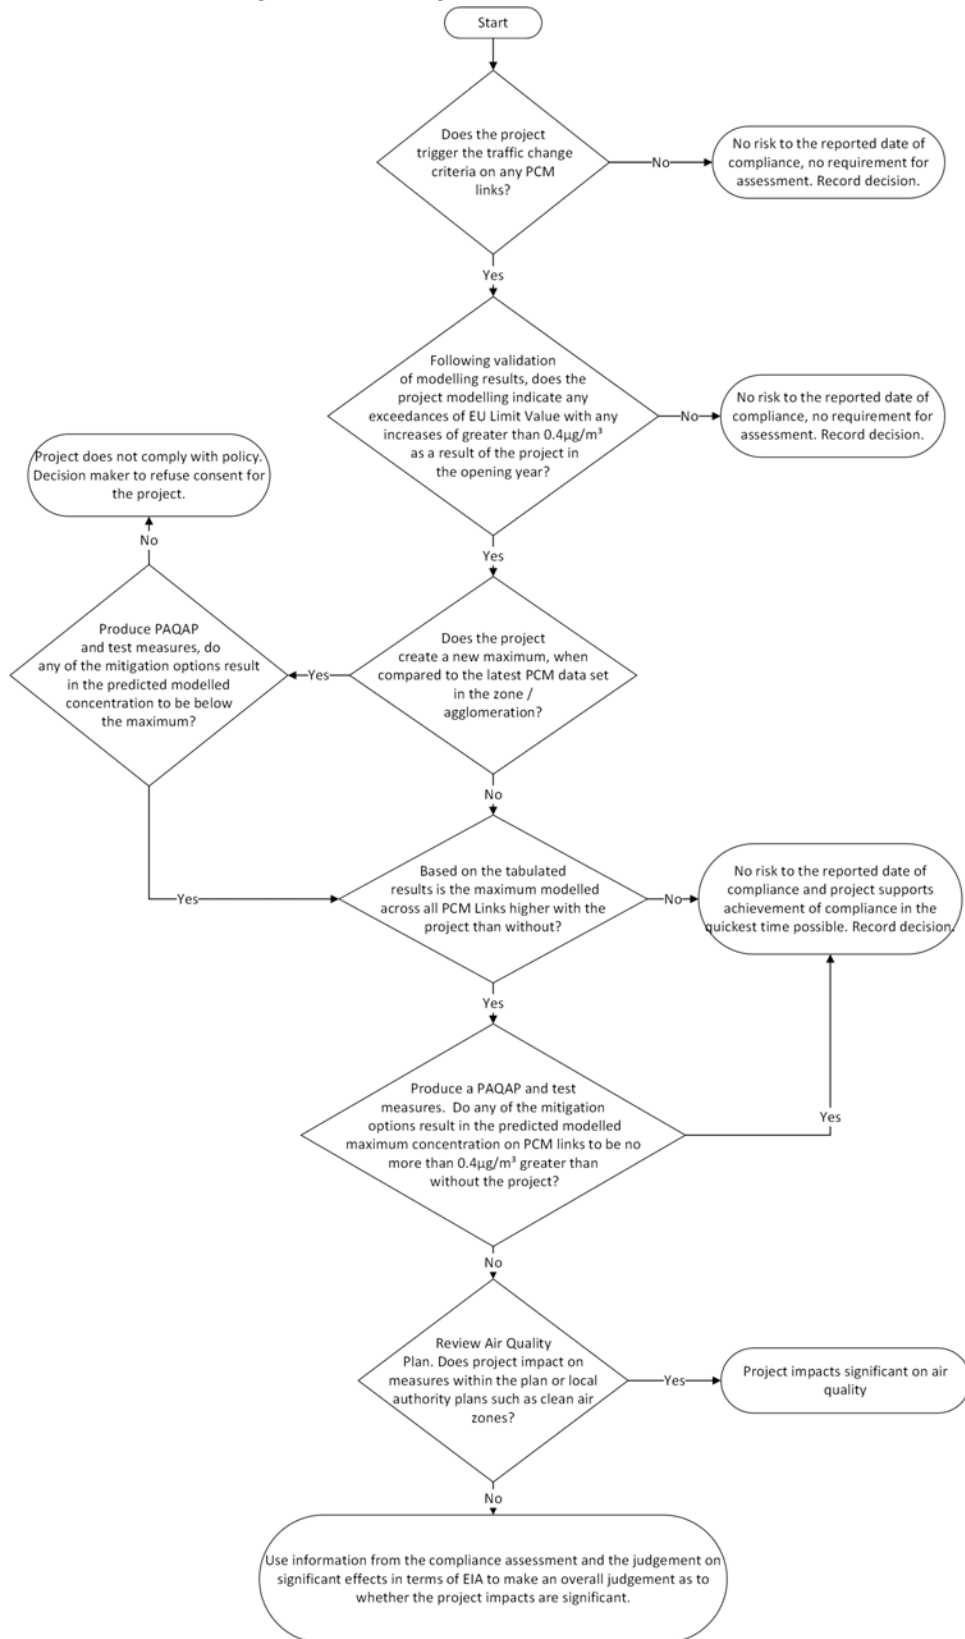 Start
Does the project
trigger the traffic change
criteria on any PCM
links?
No
No risk to the reported date of
compliance, no requirement for
assessment. Record decision.
Yes
Following validation
of modelling results, does the
project modelling indicate any
exceedances of EU Limit Value with any
increases of greater than 0.4µg/m³
as a result of the project in
the opening year?
No
No risk to the reported date of
compliance, no requirement for
assessment. Record decision.
Project does not comply with policy.
Decision maker to refuse consent for
the project.
No
Yes
Produce PAQAP
and test measures, do
any of the mitigation options result
in the predicted modelled
concentration to be below
the maximum?
Yes
Does the project
create a new maximum, when
compared to the latest PCM data set
in the zone /
agglomeration?
No
Yes
Based on the tabulated
results is the maximum modelled
across all PCM Links higher with the
project than without?
No
No risk to the reported date of
compliance and project supports
achievement of compliance in the
quickest time possible. Record decision.
Yes
Produce a PAQAP and test
measures. Do any of the mitigation
options result in the predicted modelled
maximum concentration on PCM links to be no
more than 0.4µg/m³ greater than
without the project?
Yes
No
Review Air Quality
Plan. Does project impact on
measures within the plan or local
authority plans such as clean air
zones?
Yes
Project impacts significant on air
quality
No
Use information from the compliance assessment and the judgement on
significant effects in terms of EIA to make an overall judgement as to
whether the project impacts are significant.